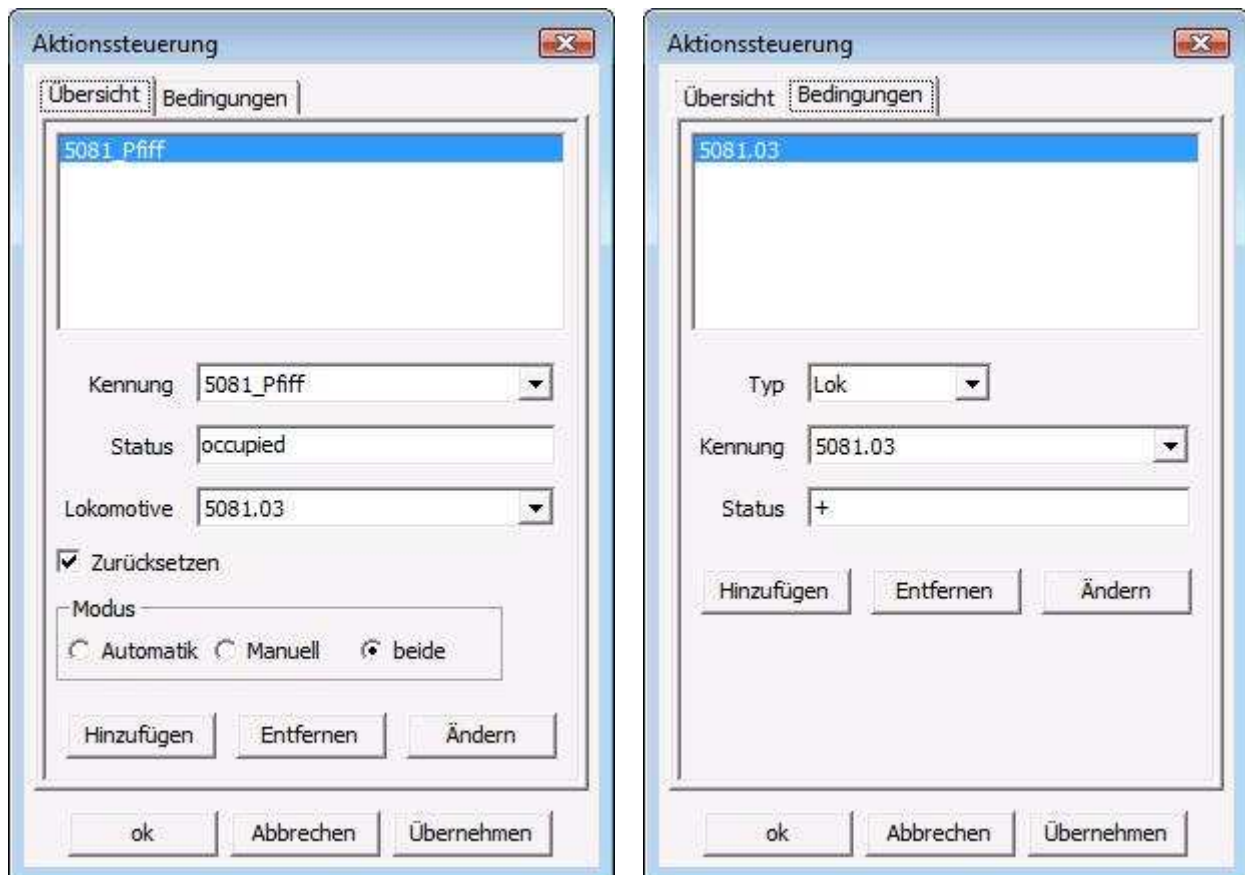 Aktionssteuerung
Übersicht
Bedingungen
5081_Pfiff
Kennung
5081_Pfiff
Status
occupied
Lokomotive
5081.03
Zurücksetzen
Modus
Automatik
Manuell
beide
Hinzufügen
Entfernen
Ändern
ok
Abbrechen
Übernehmen
Aktionssteuerung
Übersicht
Bedingungen
5081.03
Typ
Lok
Kennung
5081.03
Status
+
Hinzufügen
Entfernen
Ändern
ok
Abbrechen
Übernehmen